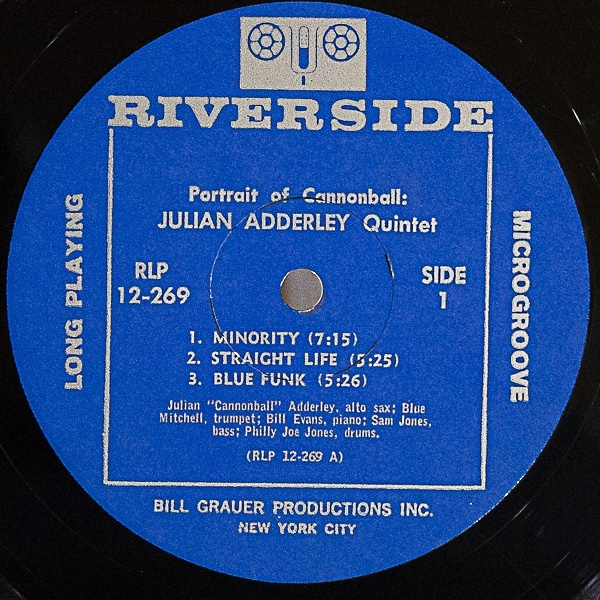 RIVERSIDE
Portrait of Cannonball:
JULIAN ADDERLEY Quintet
LONG PLAYING
RLP
12-269
SIDE
1
MICROGROOVE
1. MINORITY (7:15)
2. STRAIGHT LIFE (5:25)
3. BLUE FUNK (5:26)
Julian "Cannonball" Adderley, alto sax; Blue
Mitchell, trumpet; Bill Evans, piano; Sam Jones,
bass; Philly Joe Jones, drums.
(RLP 12-269 A)
BILL GRAUER PRODUCTIONS INC.
NEW YORK CITY